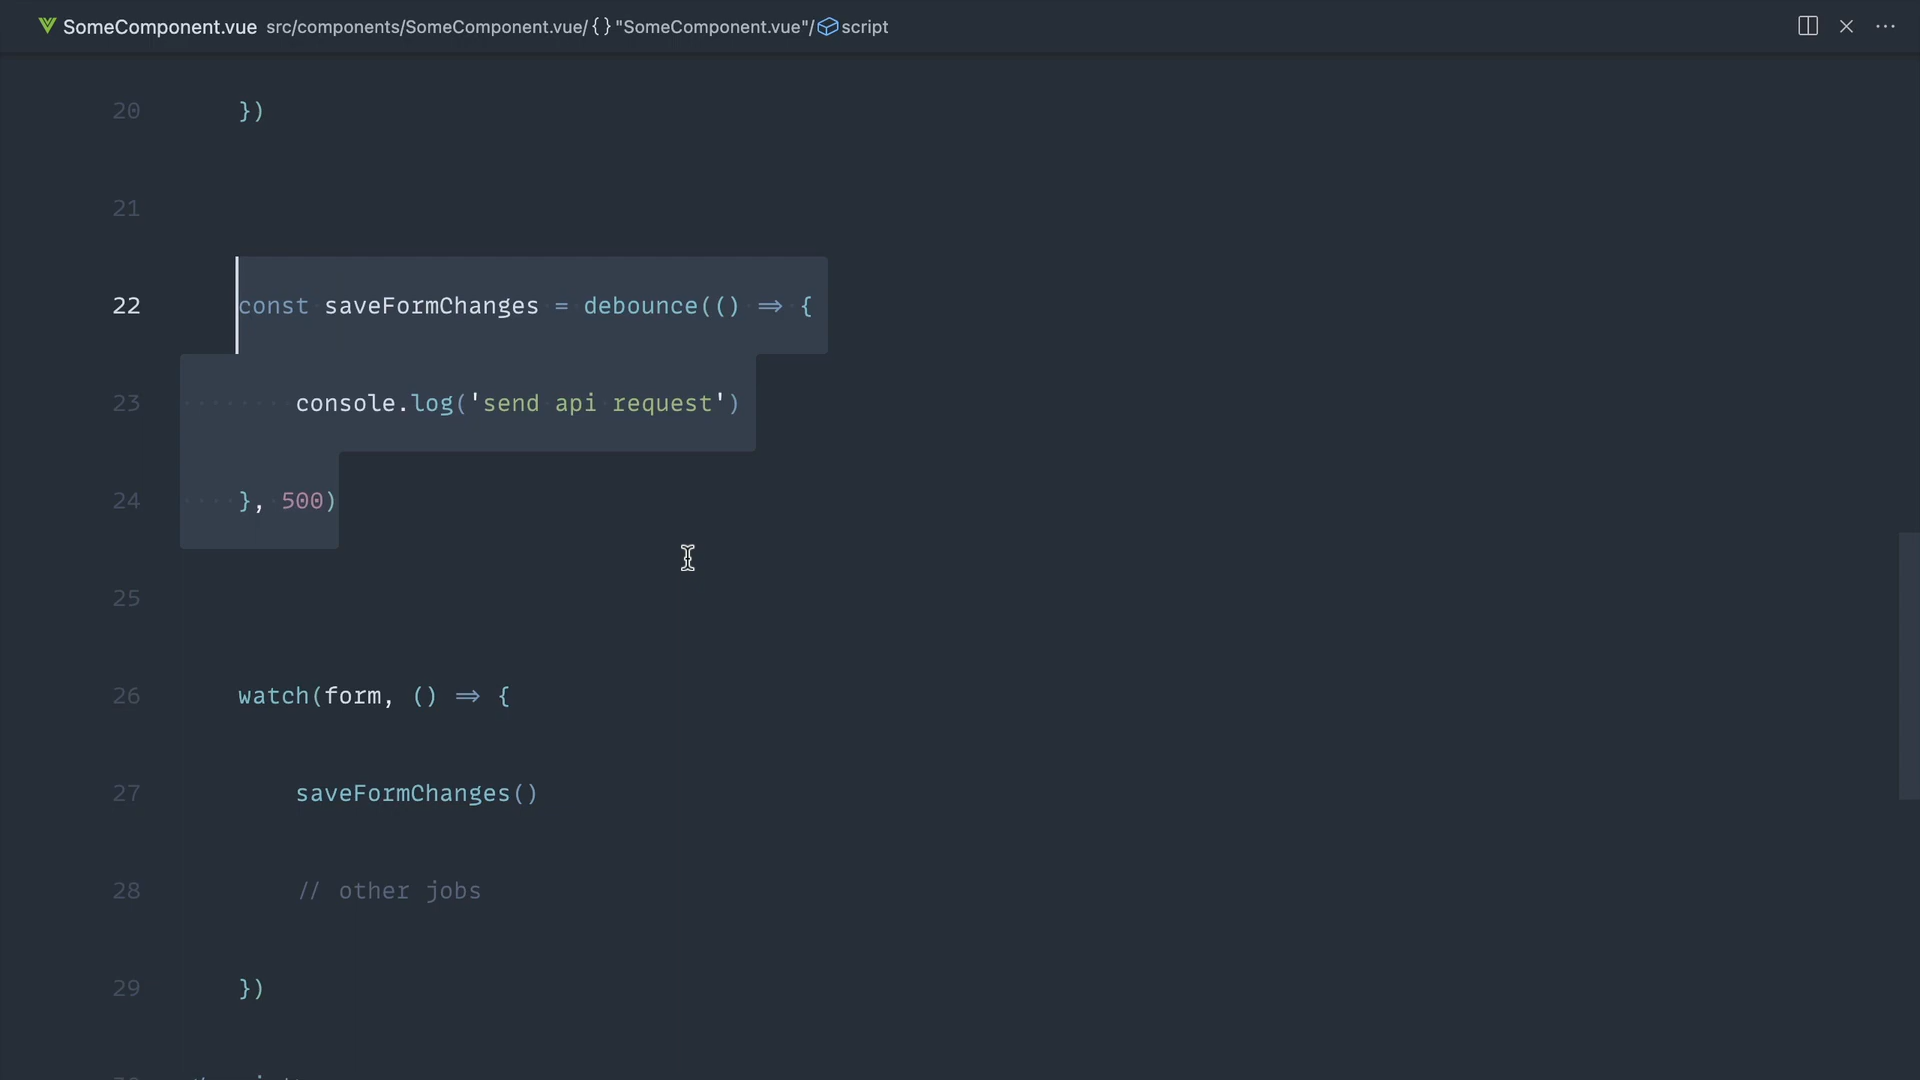 SomeComponent.vue src/components/SomeComponent.vue/{}"SomeComponent.vue"/script
20 })
21
22 const saveFormChanges = debounce(() => {
23 console.log('send api request')
24 }, 500)
25
26 watch(form, () => {
27 saveFormChanges()
28 // other jobs
29 })